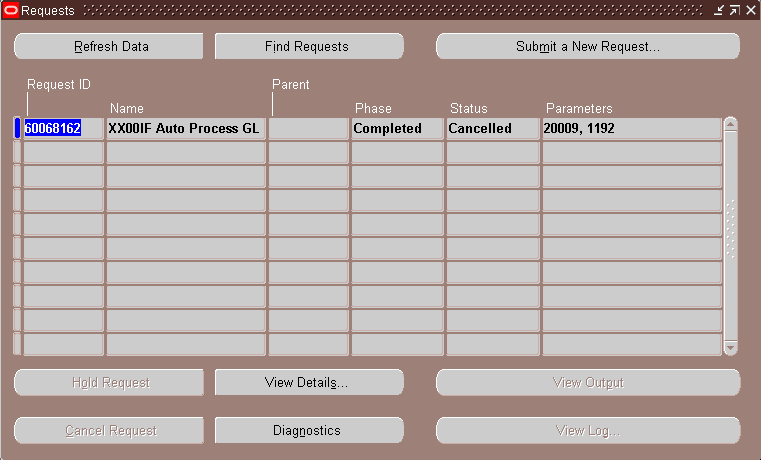 Requests
Refresh Data Find Requests Submit a New Request...
Request ID Parent
Name Phase Status Parameters
60068162 XX00IF Auto Process GL Completed Cancelled 20009, 1192
Hold Request View Details... View Output
Cancel Request Diagnostics View Log...